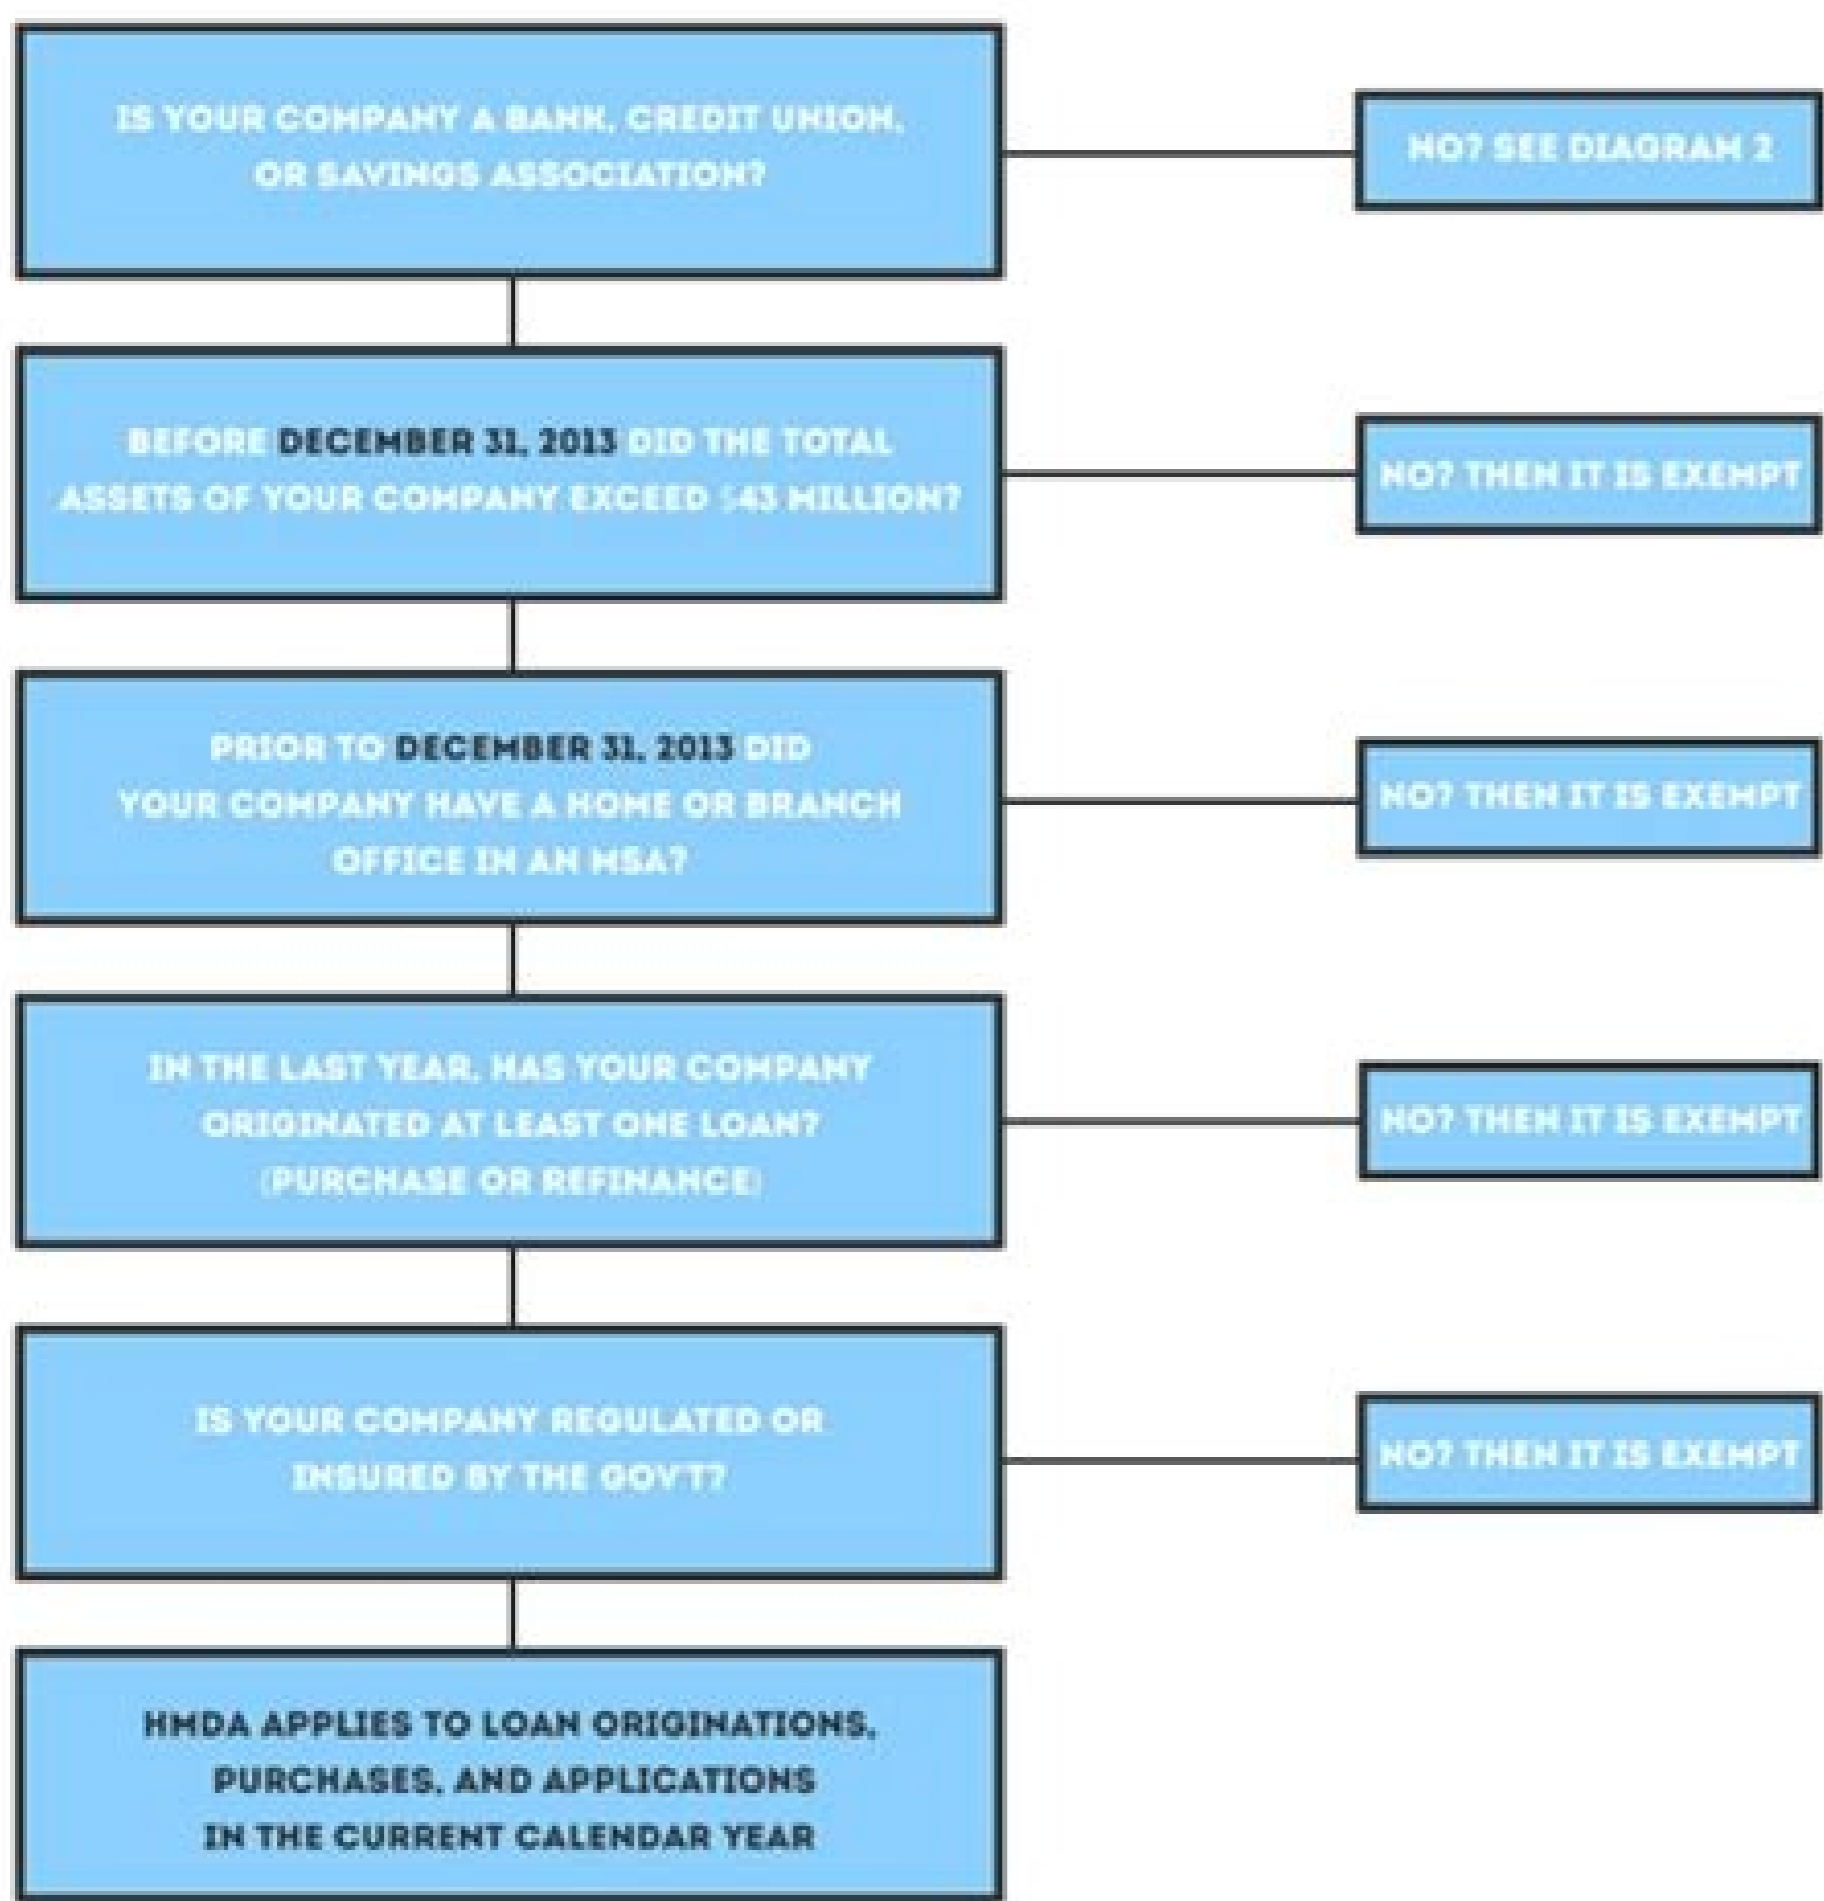 IS YOUR COMPANY A BANK, CREDIT UNION,
OR SAVINGS ASSOCIATION?
NO? SEE DIAGRAM 2
BEFORE DECEMBER 31, 2013 DID THE TOTAL
ASSETS OF YOUR COMPANY EXCEED $43 MILLION?
NO? THEN IT IS EXEMPT
PRIOR TO DECEMBER 31, 2013 DID
YOUR COMPANY HAVE A HOME OR BRANCH
OFFICE IN AN MSA?
NO? THEN IT IS EXEMPT
IN THE LAST YEAR, HAS YOUR COMPANY
ORIGINATED AT LEAST ONE LOAN?
(PURCHASE OR REFINANCE)
NO? THEN IT IS EXEMPT
IS YOUR COMPANY REGULATED OR
INSURED BY THE GOV'T?
NO? THEN IT IS EXEMPT
HMDA APPLIES TO LOAN ORIGINATIONS,
PURCHASES, AND APPLICATIONS
IN THE CURRENT CALENDAR YEAR